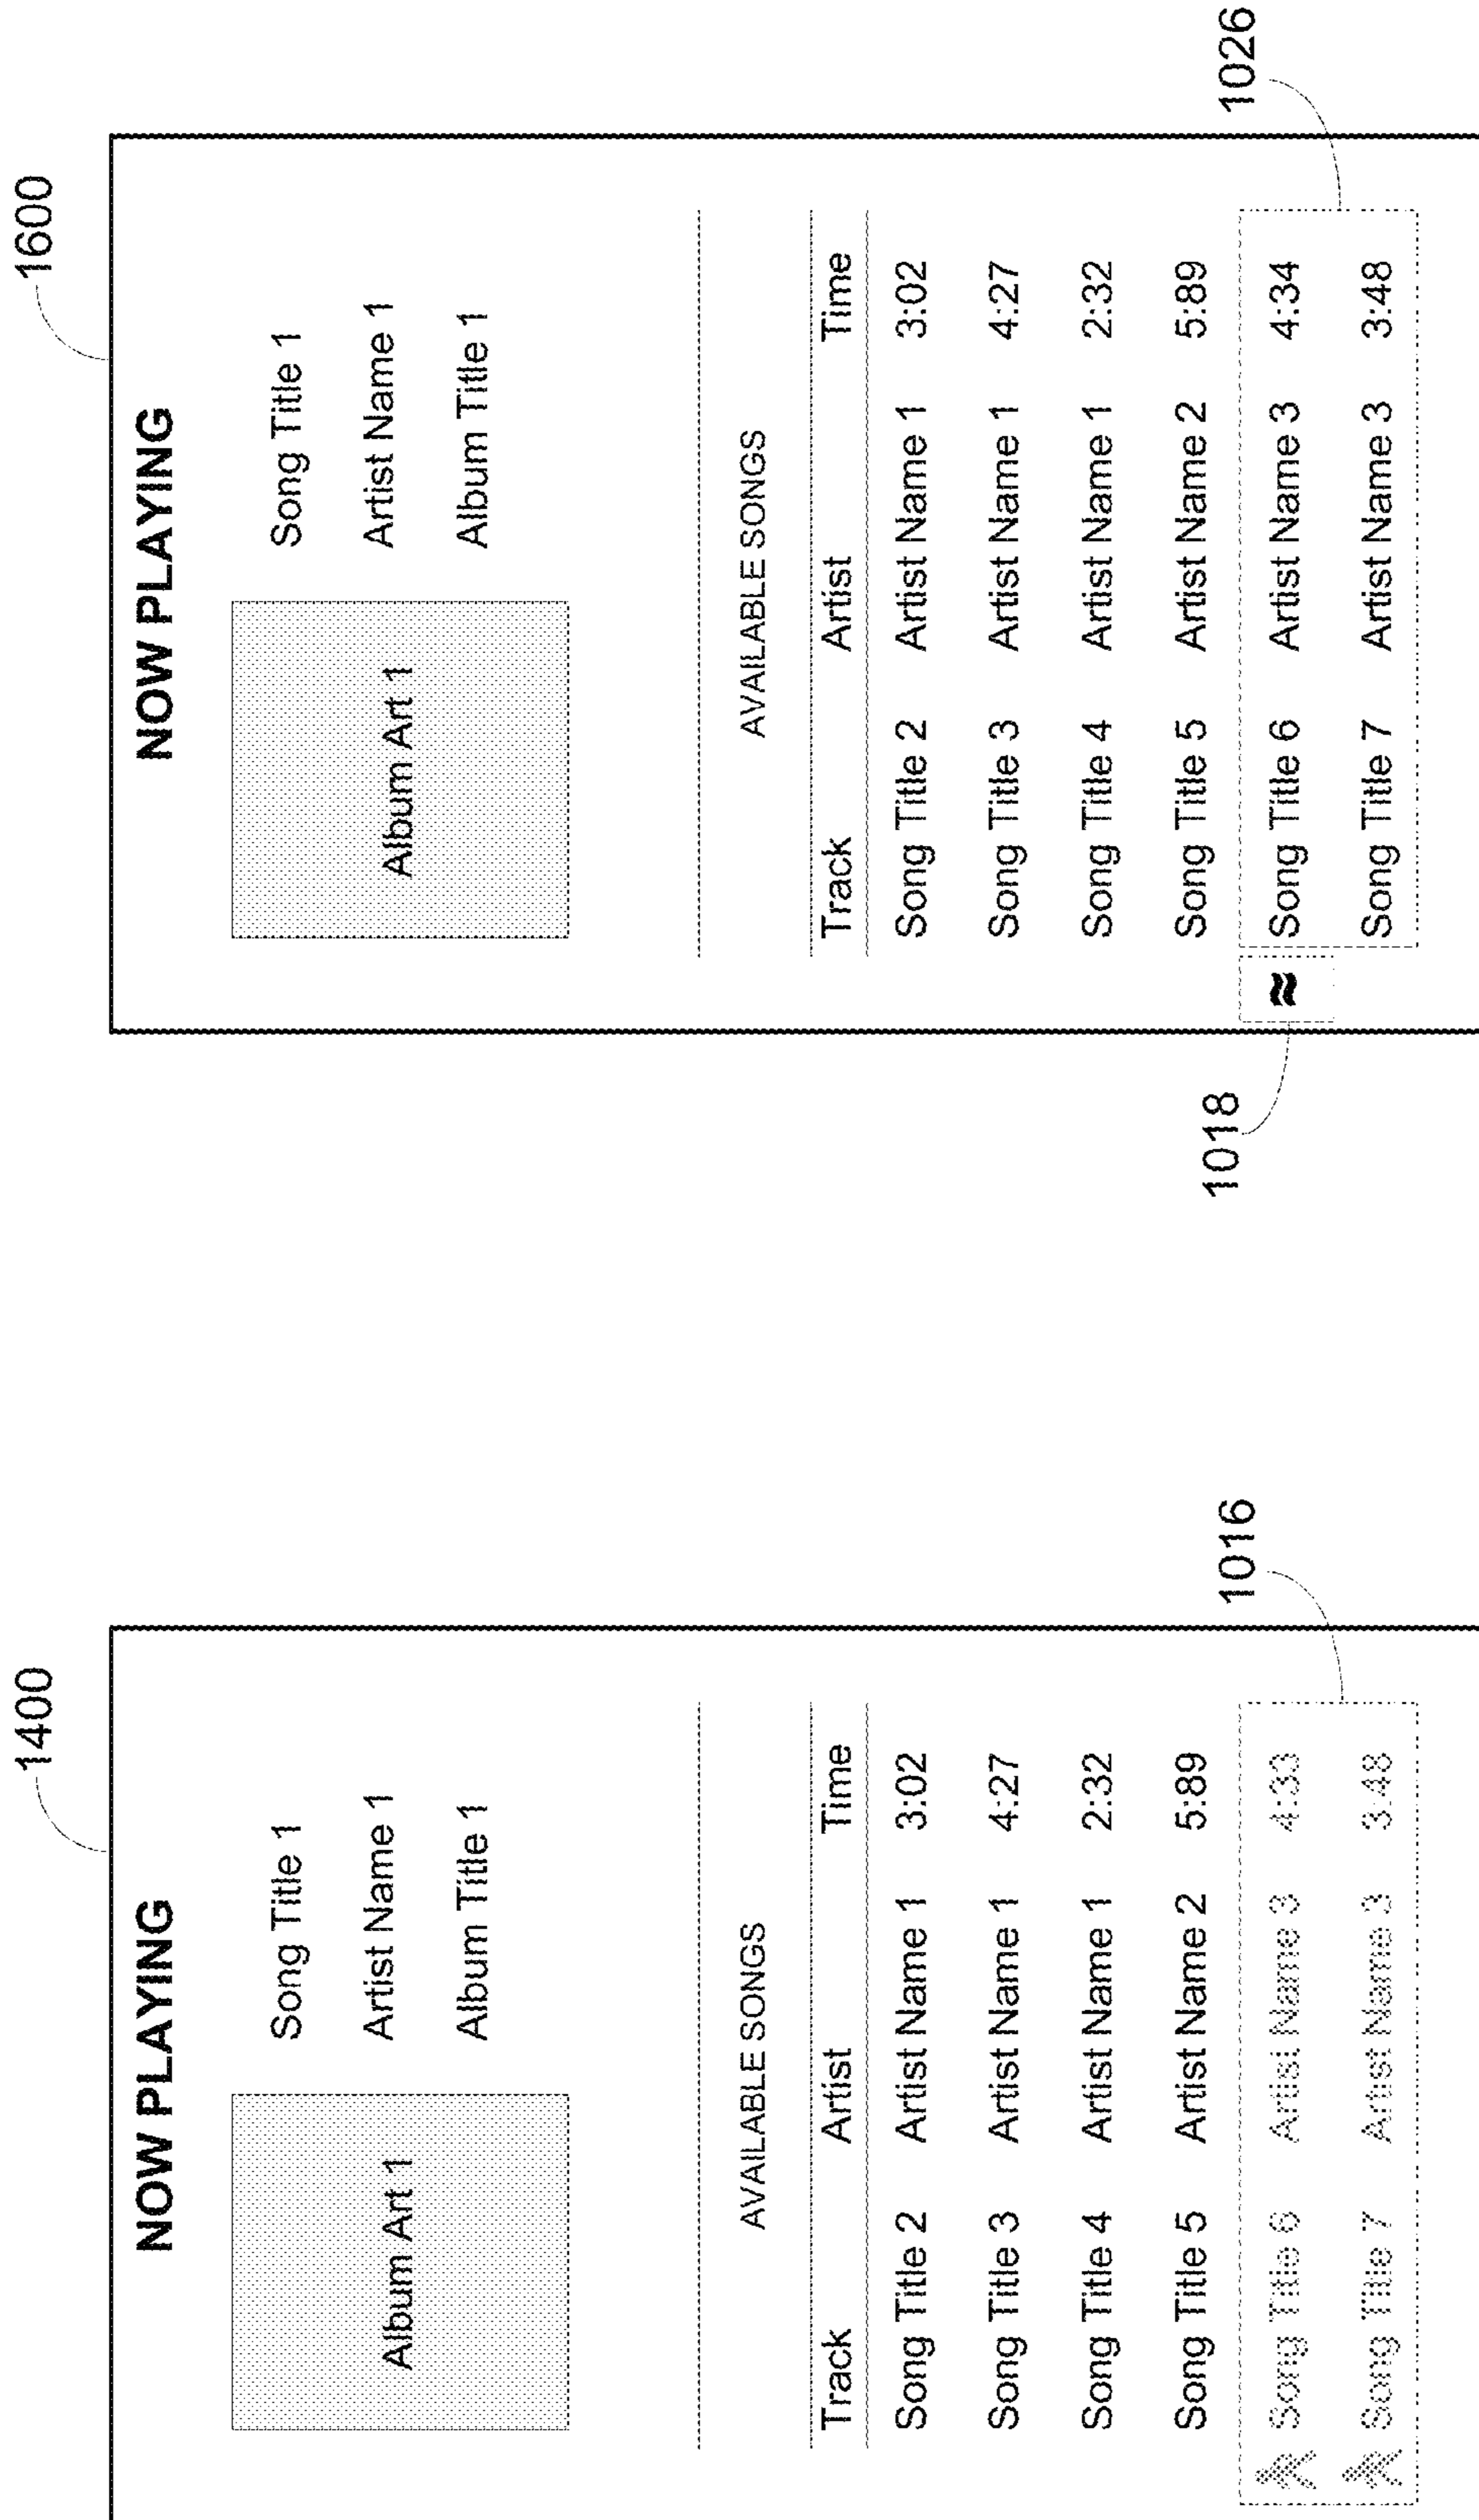 1400
NOW PLAYING
Album Art 1
Song Title 1
Artist Name 1
Album Title 1
AVAILABLE SONGS
Track Artist Time
Song Title 2 Artist Name 1 3:02
Song Title 3 Artist Name 1 4:27
Song Title 4 Artist Name 1 2:32
Song Title 5 Artist Name 2 5:89
Song Title 6 Artist Name 3 4:33
Song Title 7 Artist Name 3 3:48
1016
1600
NOW PLAYING
Album Art 1
Song Title 1
Artist Name 1
Album Title 1
AVAILABLE SONGS
Track Artist Time
Song Title 2 Artist Name 1 3:02
Song Title 3 Artist Name 1 4:27
Song Title 4 Artist Name 1 2:32
Song Title 5 Artist Name 2 5:89
≈ Song Title 6 Artist Name 3 4:34
Song Title 7 Artist Name 3 3:48
1018
1026